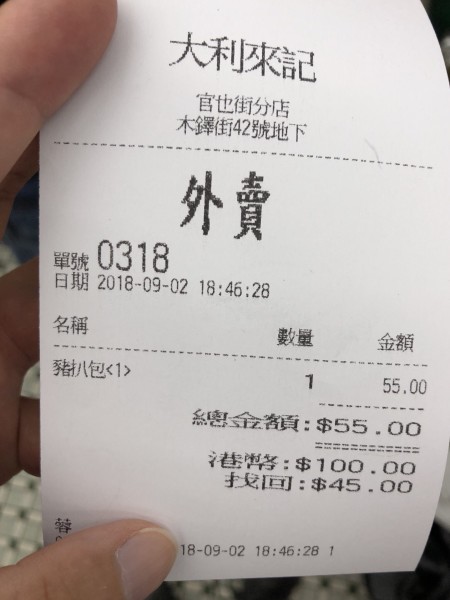 大利來記
官也街分店
木鐸街42號地下
外賣
單號 0318
日期 2018-09-02 18:46:28
名稱 數量 金額
豬扒包<1> 1 55.00
總金額:$55.00
港幣:$100.00
找回:$45.00
蓉
18-09-02 18:46:28 1